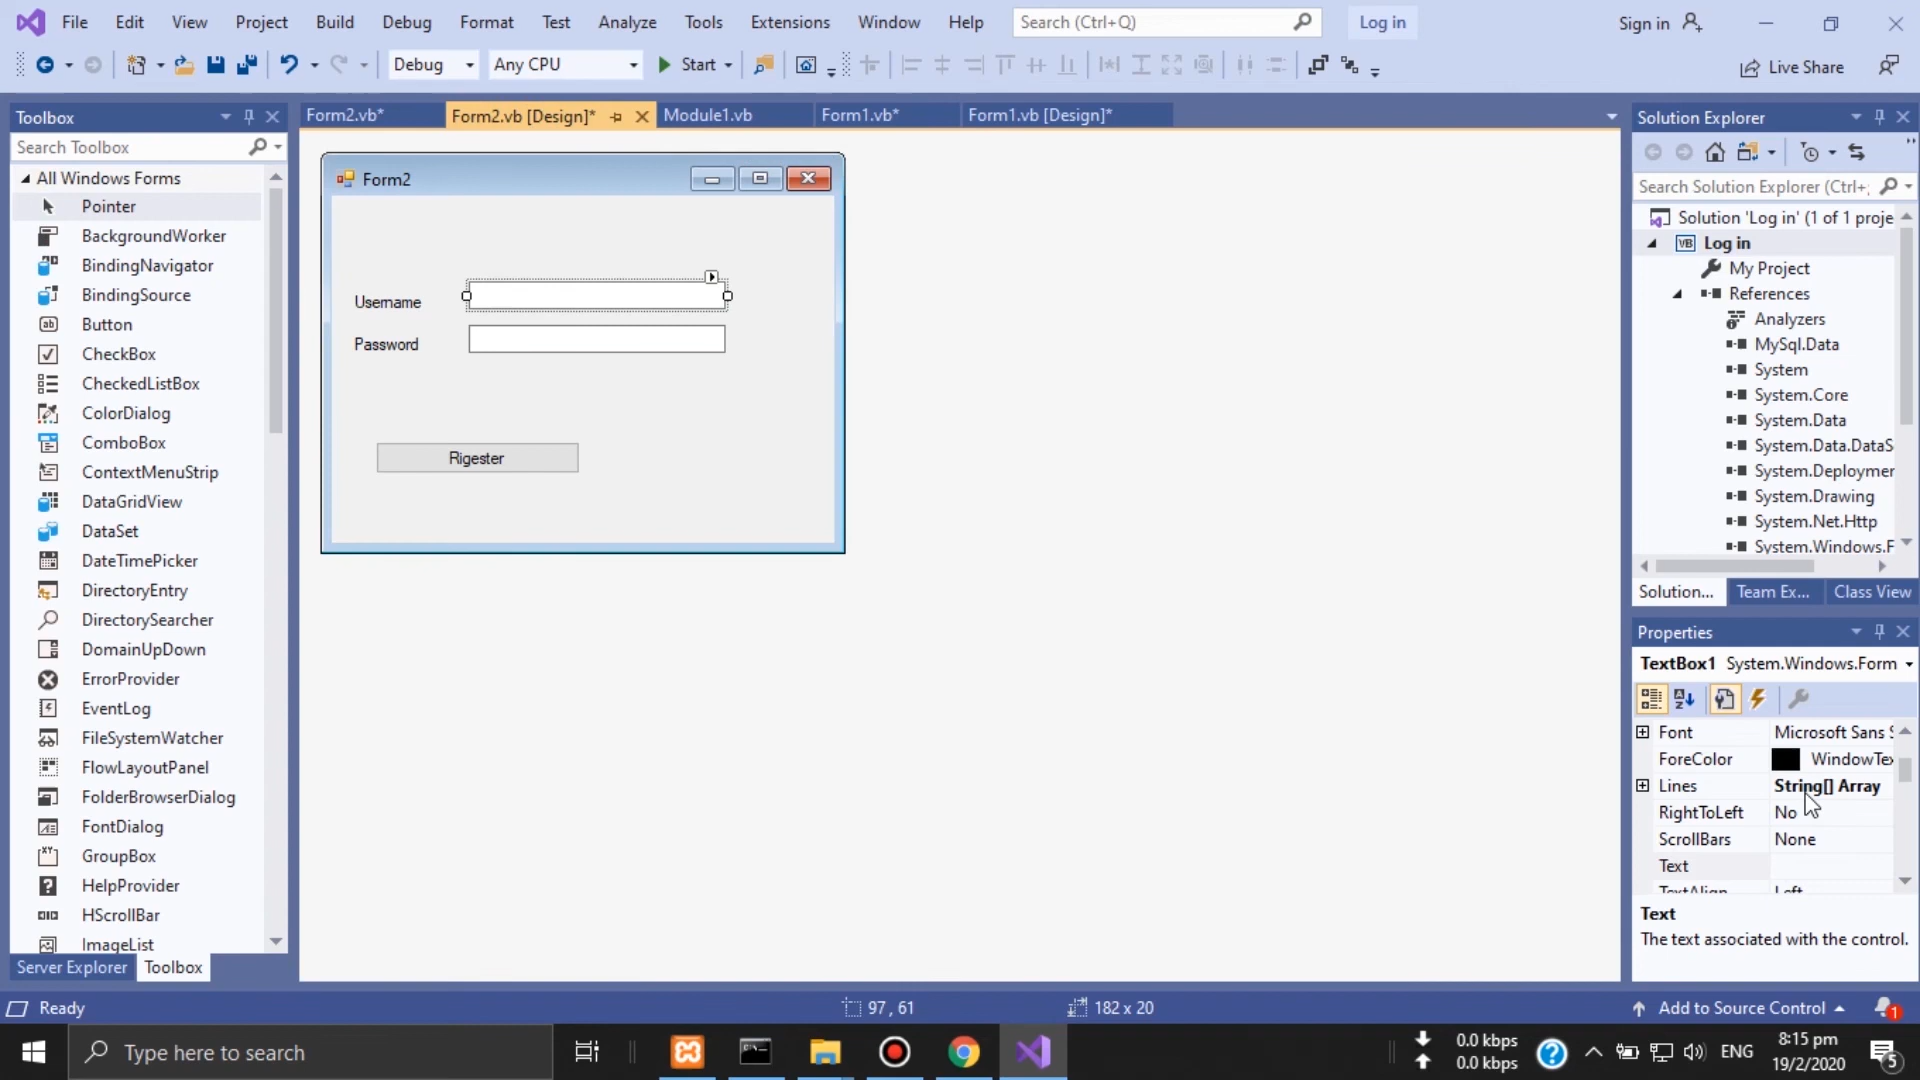 File Edit View Project Build Debug Format Test Analyze Tools Extensions Window Help Search (Ctrl+Q) Log in Sign in
Debug Any CPU Start Live Share
Toolbox
Search Toolbox
All Windows Forms
Pointer
BackgroundWorker
BindingNavigator
BindingSource
Button
CheckBox
CheckedListBox
ColorDialog
ComboBox
ContextMenuStrip
DataGridView
DataSet
DateTimePicker
DirectoryEntry
DirectorySearcher
DomainUpDown
ErrorProvider
EventLog
FileSystemWatcher
FlowLayoutPanel
FolderBrowserDialog
FontDialog
GroupBox
HelpProvider
HScrollBar
ImageList
Server Explorer Toolbox
Form2.vb* Form2.vb [Design]* Module1.vb Form1.vb* Form1.vb [Design]*
Form2
Username
Password
Rigester
Solution Explorer
Search Solution Explorer (Ctrl+;
Solution 'Log in' (1 of 1 proje
VB Log in
My Project
References
Analyzers
MySql.Data
System
System.Core
System.Data
System.Data.DataS
System.Deploymer
System.Drawing
System.Net.Http
System.Windows.F
Solution... Team Ex... Class View
Properties
TextBox1 System.Windows.Form
Font Microsoft Sans S
ForeColor WindowTex
Lines String[] Array
RightToLeft No
ScrollBars None
Text
TextAlign Left
Text
The text associated with the control.
Ready 97 , 61 182 x 20 Add to Source Control 1
Type here to search
0.0 kbps
0.0 kbps
ENG
8:15 pm
19/2/2020
5